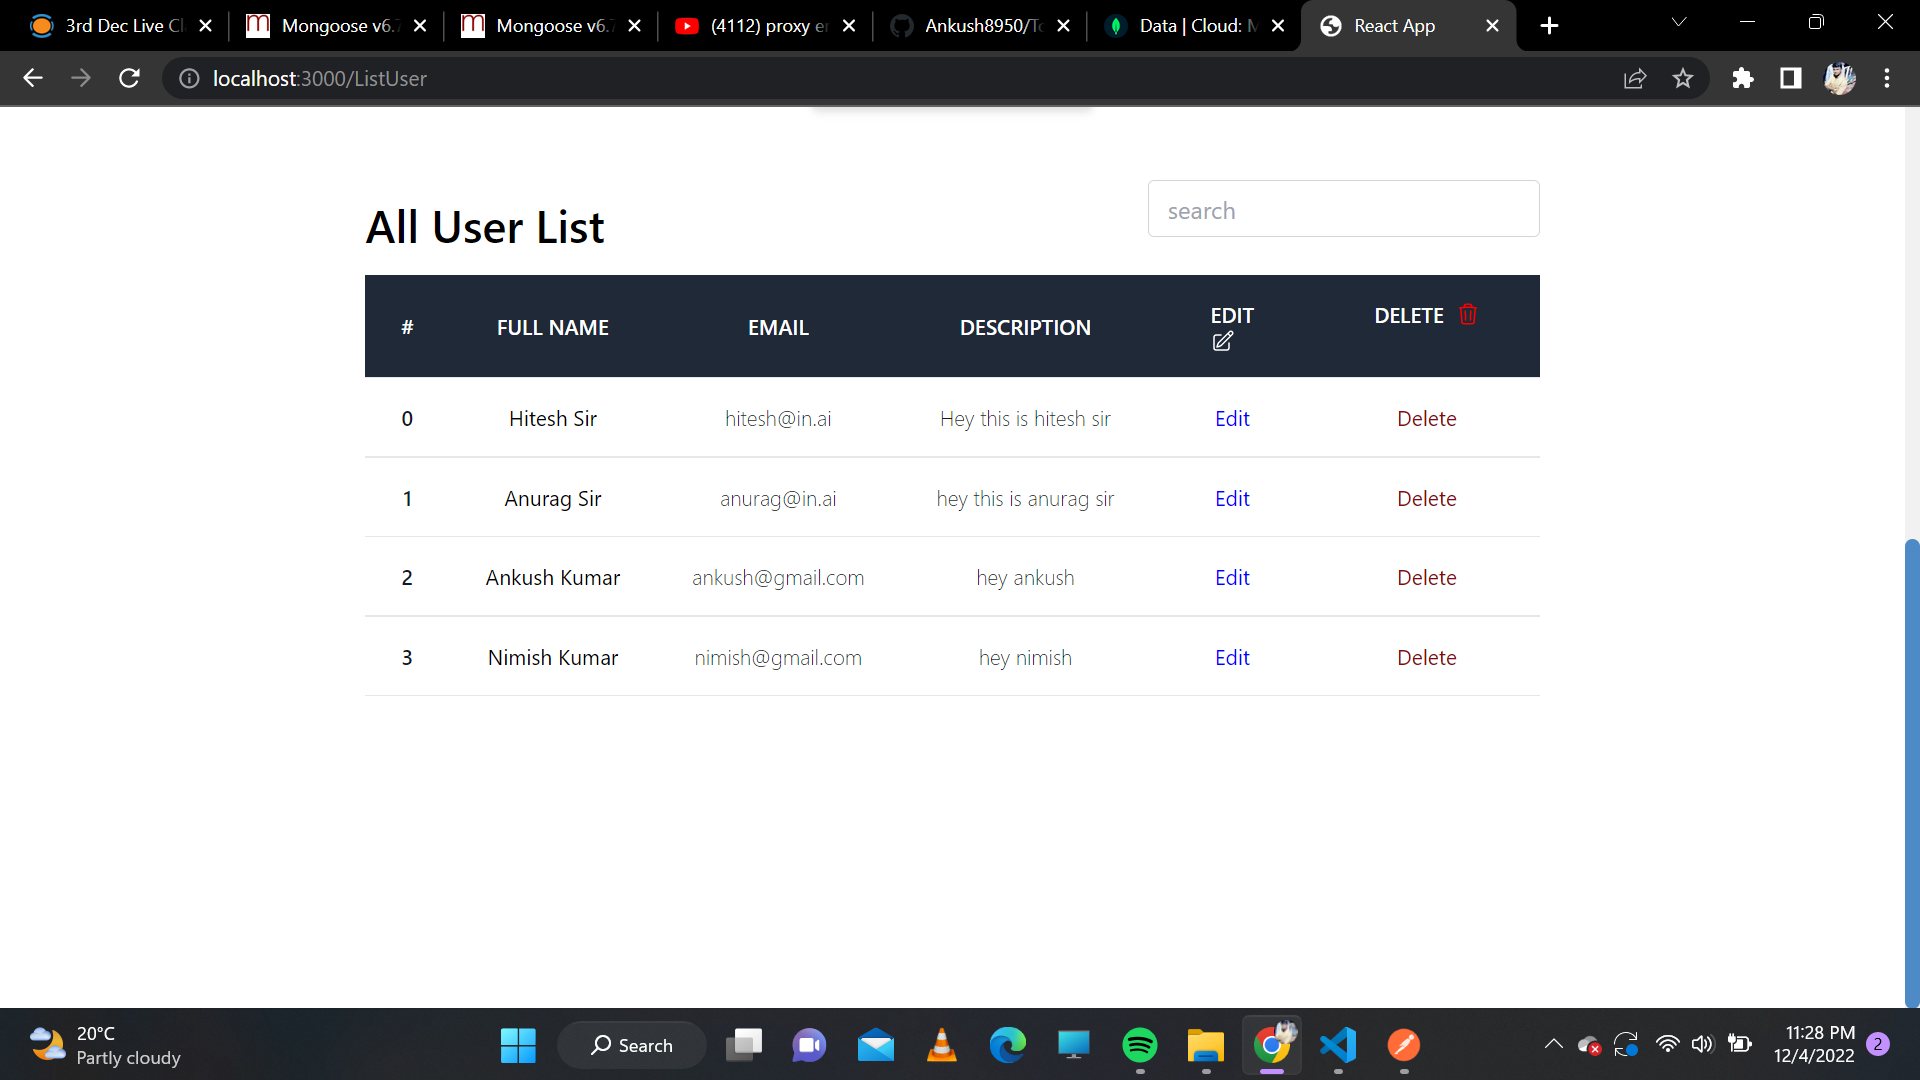 3rd Dec Live Cl
Mongoose v6.7
Mongoose v6.7
(4112) proxy er
Ankush8950/To
Data | Cloud: M
React App
localhost:3000/ListUser
search
All User List
# FULL NAME EMAIL DESCRIPTION EDIT DELETE
0 Hitesh Sir hitesh@in.ai Hey this is hitesh sir Edit Delete
1 Anurag Sir anurag@in.ai hey this is anurag sir Edit Delete
2 Ankush Kumar ankush@gmail.com hey ankush Edit Delete
3 Nimish Kumar nimish@gmail.com hey nimish Edit Delete
20°C
Partly cloudy
Search
11:28 PM
12/4/2022
2